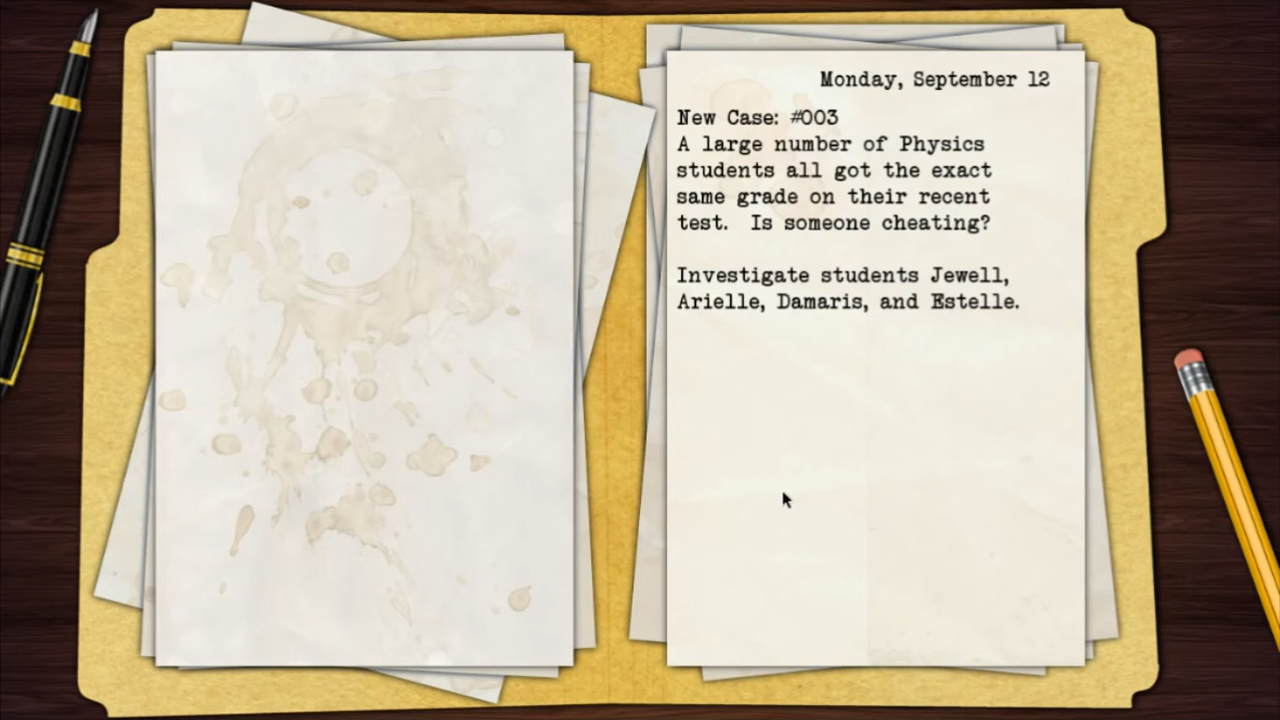 Monday, September 12
New Case: #003
A large number of Physics
students all got the exact
same grade on their recent
test.  Is someone cheating?
Investigate students Jewell,
Arielle, Damaris, and Estelle.